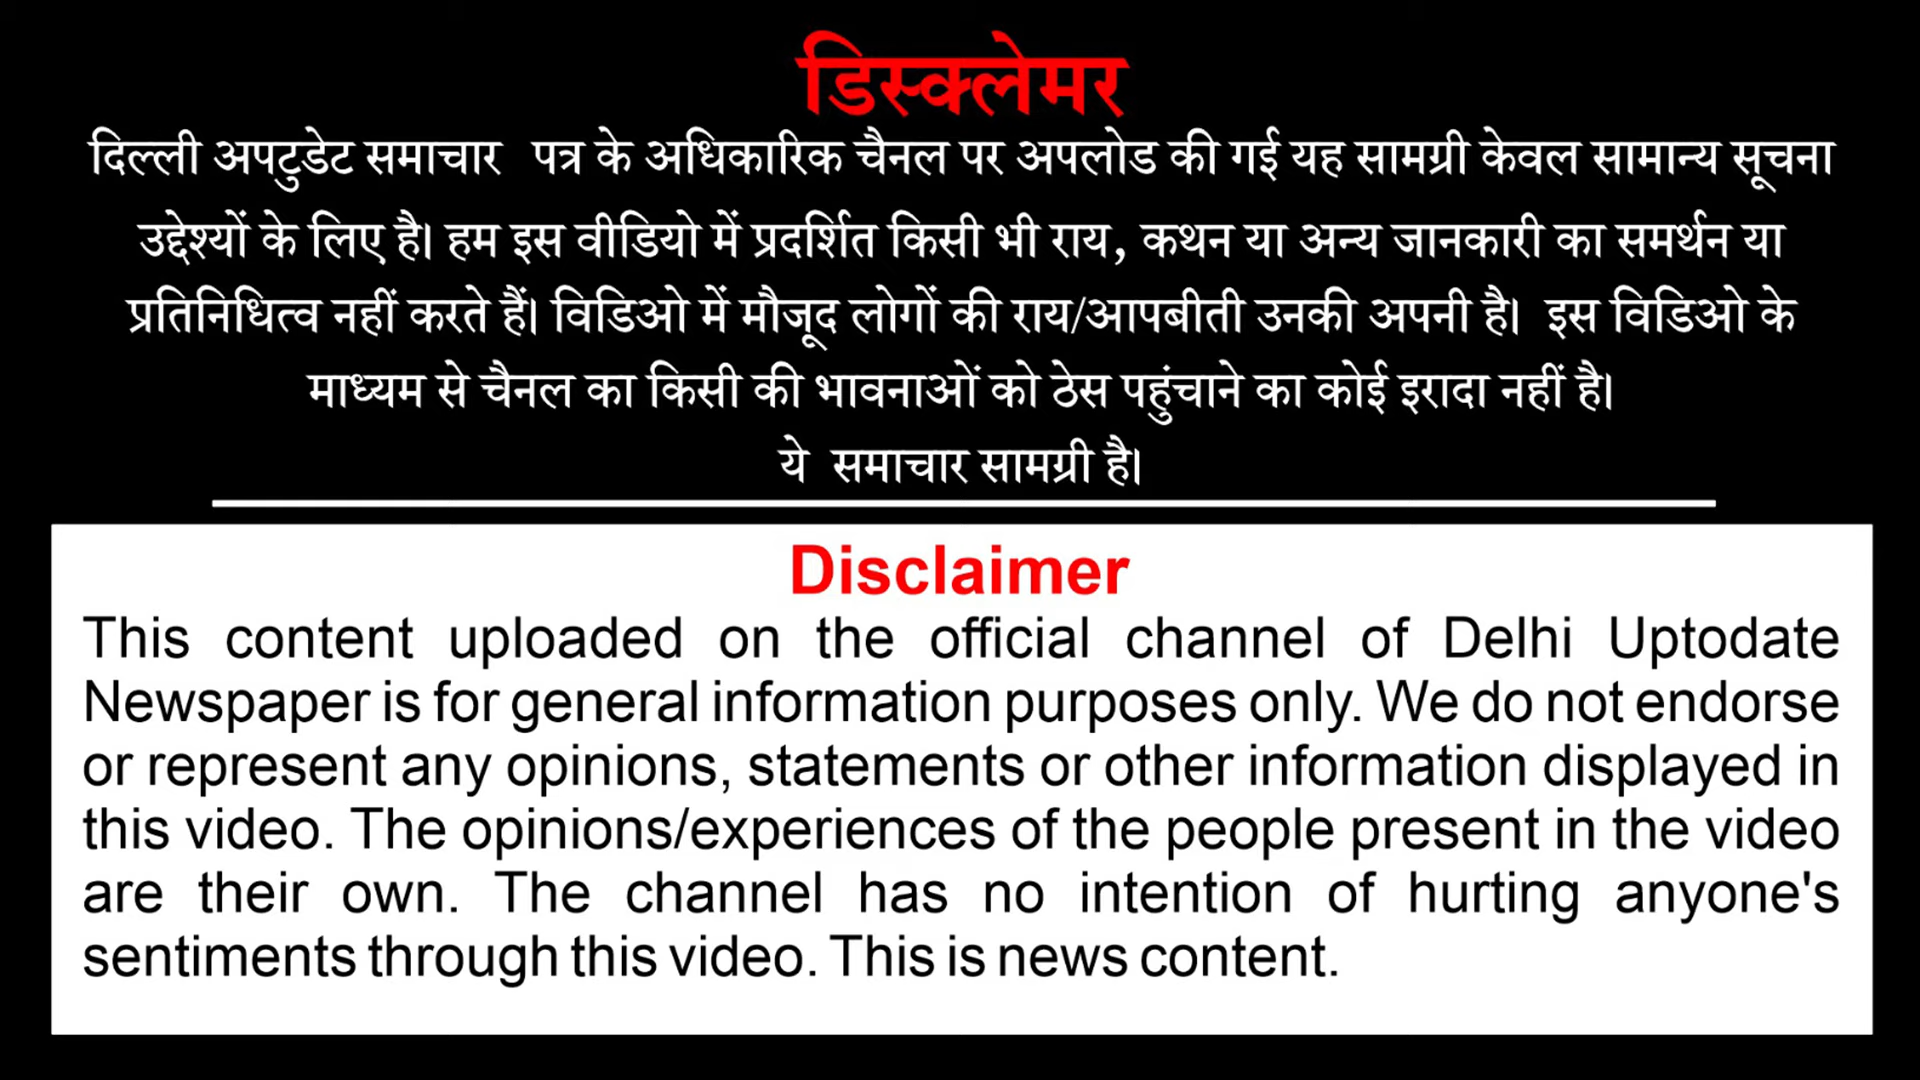 डिस्क्लेमर
दिल्ली अपटुडेट समाचार पत्र के अधिकारिक चैनल पर अपलोड की गई यह सामग्री केवल सामान्य सूचना
उद्देश्यों के लिए है। हम इस वीडियो में प्रदर्शित किसी भी राय, कथन या अन्य जानकारी का समर्थन या
प्रतिनिधित्व नहीं करते हैं। विडिओ में मौजूद लोगों की राय/आपबीती उनकी अपनी है। इस विडिओ के
माध्यम से चैनल का किसी की भावनाओं को ठेस पहुंचाने का कोई इरादा नहीं है।
ये समाचार सामग्री है।
Disclaimer
This content uploaded on the official channel of Delhi Uptodate
Newspaper is for general information purposes only. We do not endorse
or represent any opinions, statements or other information displayed in
this video. The opinions/experiences of the people present in the video
are their own. The channel has no intention of hurting anyone's
sentiments through this video. This is news content.